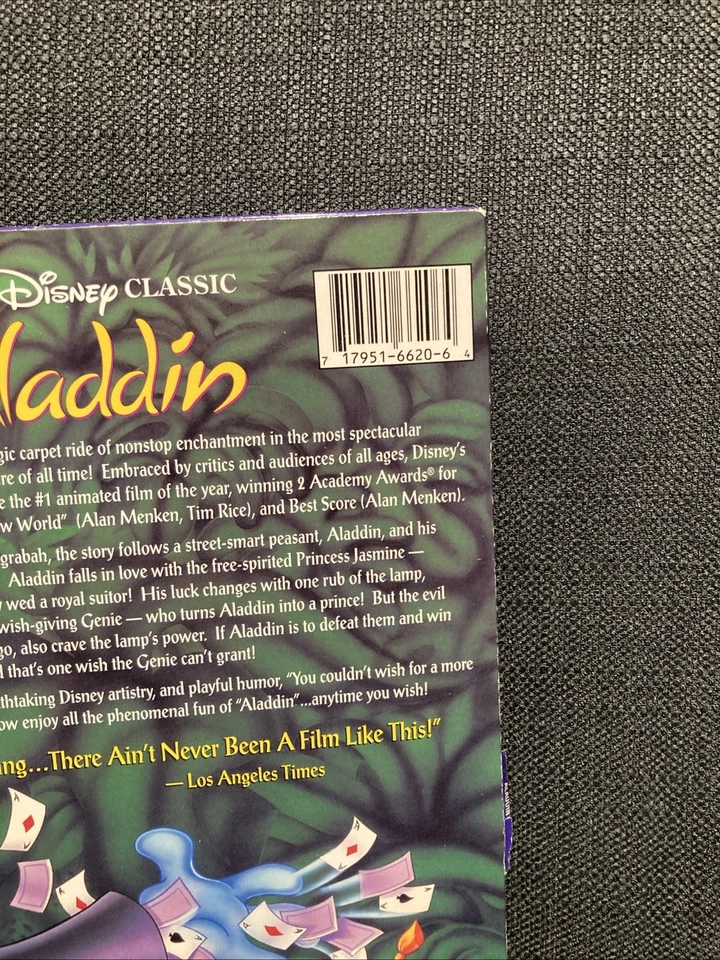 Disney CLASSIC
7 17951-6620-6 4
laddin
gic carpet ride of nonstop enchantment in the most spectacular
re of all time! Embraced by critics and audiences of all ages, Disney's
e the #1 animated film of the year, winning 2 Academy Awards® for
w World" (Alan Menken, Tim Rice), and Best Score (Alan Menken).
grabah, the story follows a street-smart peasant, Aladdin, and his
Aladdin falls in love with the free-spirited Princess Jasmine —
wed a royal suitor! His luck changes with one rub of the lamp,
wish-giving Genie — who turns Aladdin into a prince! But the evil
go, also crave the lamp's power. If Aladdin is to defeat them and win
that's one wish the Genie can't grant!
thtaking Disney artistry, and playful humor, "You couldn't wish for a more
ow enjoy all the phenomenal fun of "Aladdin"...anytime you wish!
ng...There Ain't Never Been A Film Like This!"
— Los Angeles Times
A
A
A
A
A
A